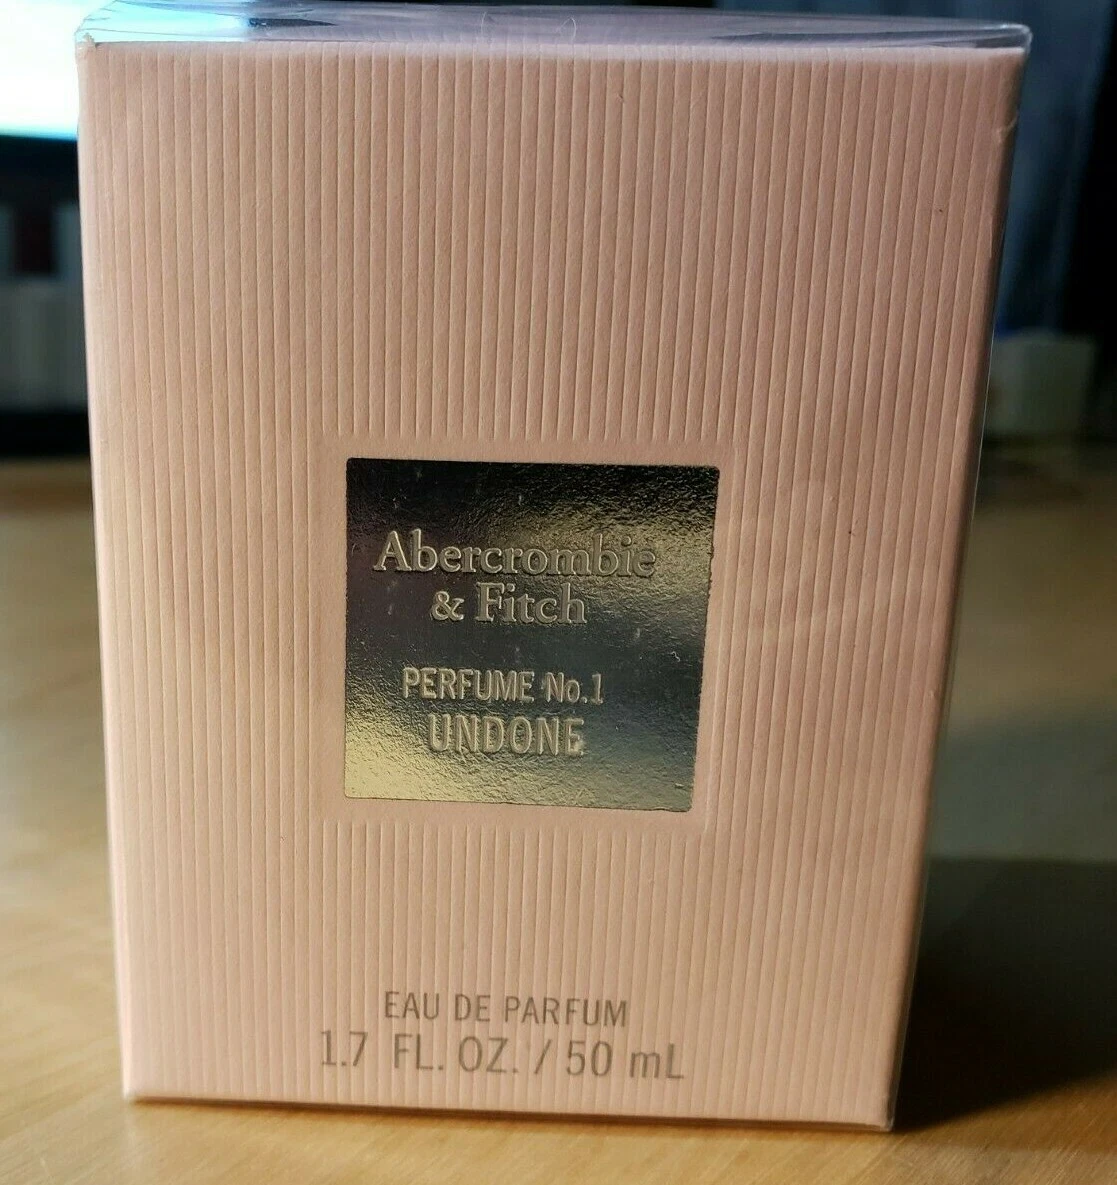 Abercrombie
& Fitch
PERFUME No.1
UNDONE
EAU DE PARFUM
1.7 FL. OZ. / 50 mL